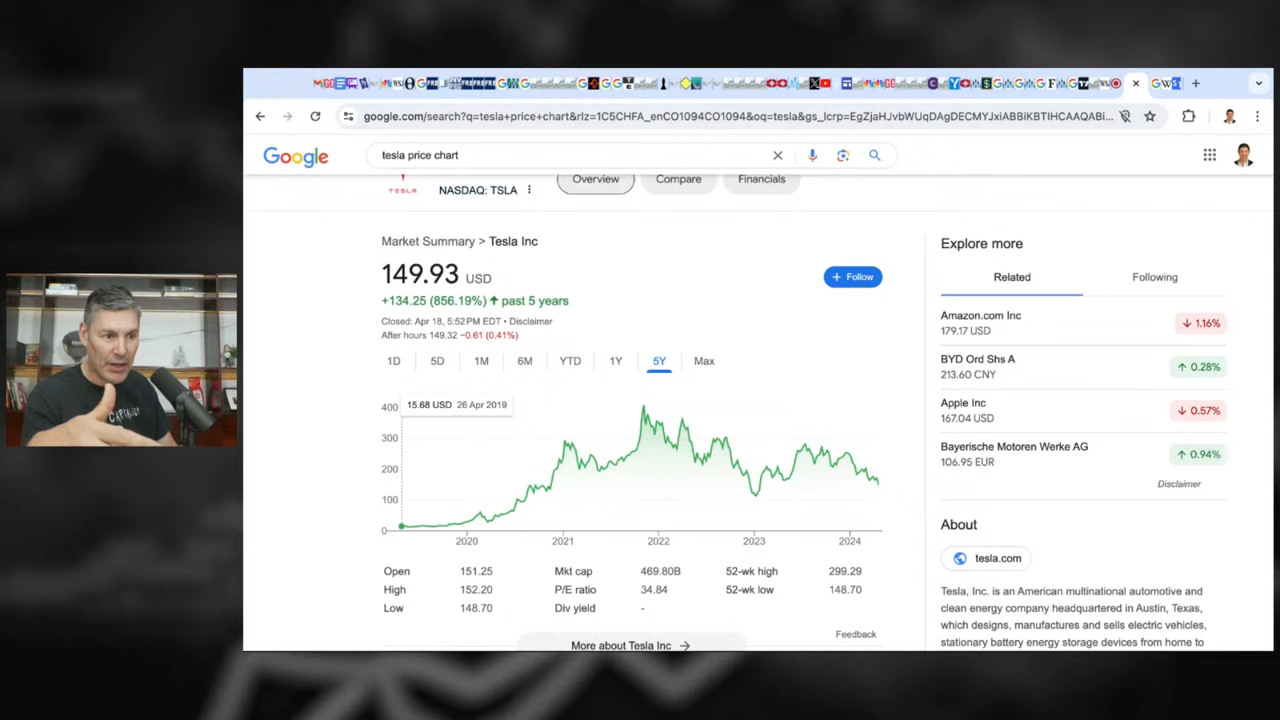 google.com/search?q=tesla+price+chart&rlz=1C5CHFA_enCO1094CO1094&oq=tesla&gs_lcrp=EgZjaHJvbWUqDAgDECMYJxiABBiKBTIHCAAQABi...
Google
tesla price chart
TESLA
NASDAQ: TSLA
Overview
Compare
Financials
Market Summary > Tesla Inc
149.93 USD
+ Follow
+134.25 (856.19%) ↑ past 5 years
Closed: Apr 18, 5:52 PM EDT • Disclaimer
After hours 149.32 −0.61 (0.41%)
1D
5D
1M
6M
YTD
1Y
5Y
Max
15.68 USD 26 Apr 2019
400
300
200
100
0
2020
2021
2022
2023
2024
Open 151.25 Mkt cap 469.80B 52-wk high 299.29
High 152.20 P/E ratio 34.84 52-wk low 148.70
Low 148.70 Div yield -
Feedback
More about Tesla Inc →
Explore more
Related
Following
Amazon.com Inc
179.17 USD
↓ 1.16%
BYD Ord Shs A
213.60 CNY
↑ 0.28%
Apple Inc
167.04 USD
↓ 0.57%
Bayerische Motoren Werke AG
106.95 EUR
↑ 0.94%
Disclaimer
About
tesla.com
Tesla, Inc. is an American multinational automotive and
clean energy company headquartered in Austin, Texas,
which designs, manufactures and sells electric vehicles,
stationary battery energy storage devices from home to